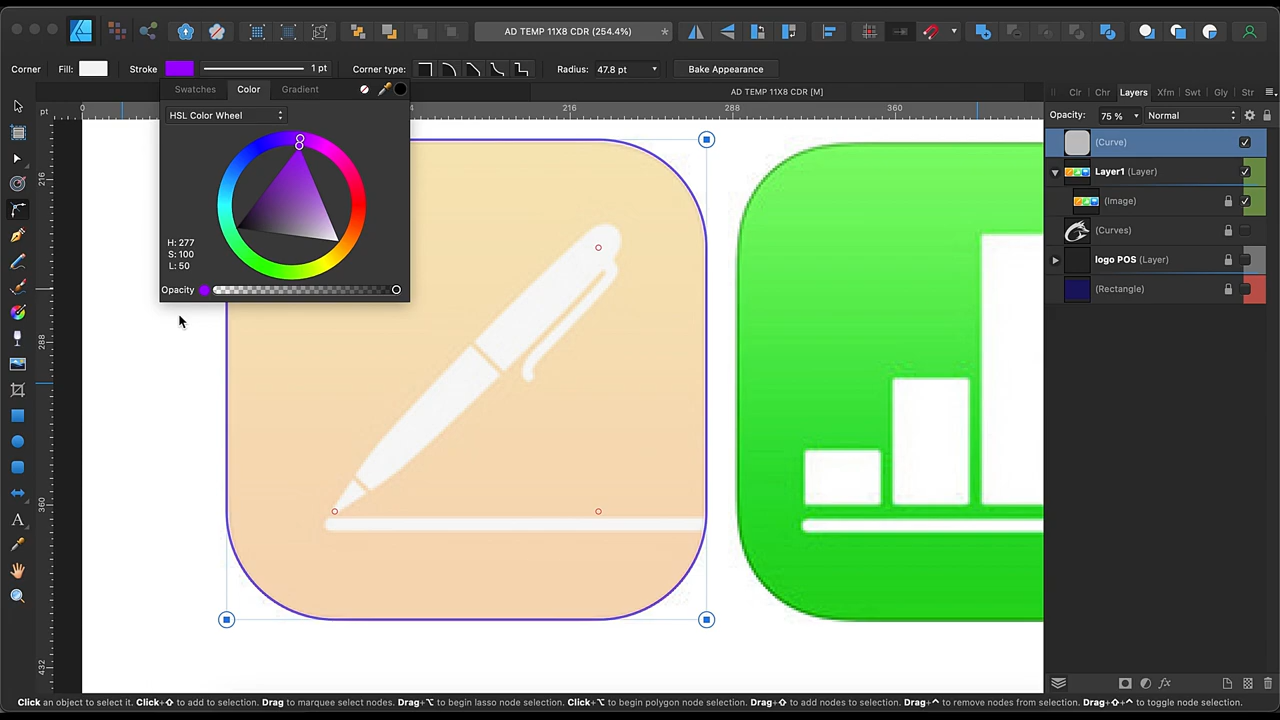 AD TEMP 11X8 CDR (254.4%)
*
Corner
Fill:
Stroke
1 pt
Corner type:
Radius:
47.8 pt
Bake Appearance
Swatches
Color
Gradient
AD TEMP 11X8 CDR [M]
Clr
Chr
Layers
Xfm
Swt
Gly
Str
pt
0
216
288
360
HSL Color Wheel
Opacity:
75 %
Normal
(Curve)
Layer1 (Layer)
(Image)
(Curves)
logo POS (Layer)
(Rectangle)
H: 277
S: 100
L: 50
Opacity
216
288
360
432
A
fx
Click an object to select it. Click+⇧ to add to selection. Drag to marquee select nodes. Drag+⌥ to begin lasso node selection. Click+⌥ to begin polygon node selection. Drag+⇧ to add nodes to selection. Drag+⌃ to remove nodes from selection. Drag+⇧+⌃ to toggle node selection.